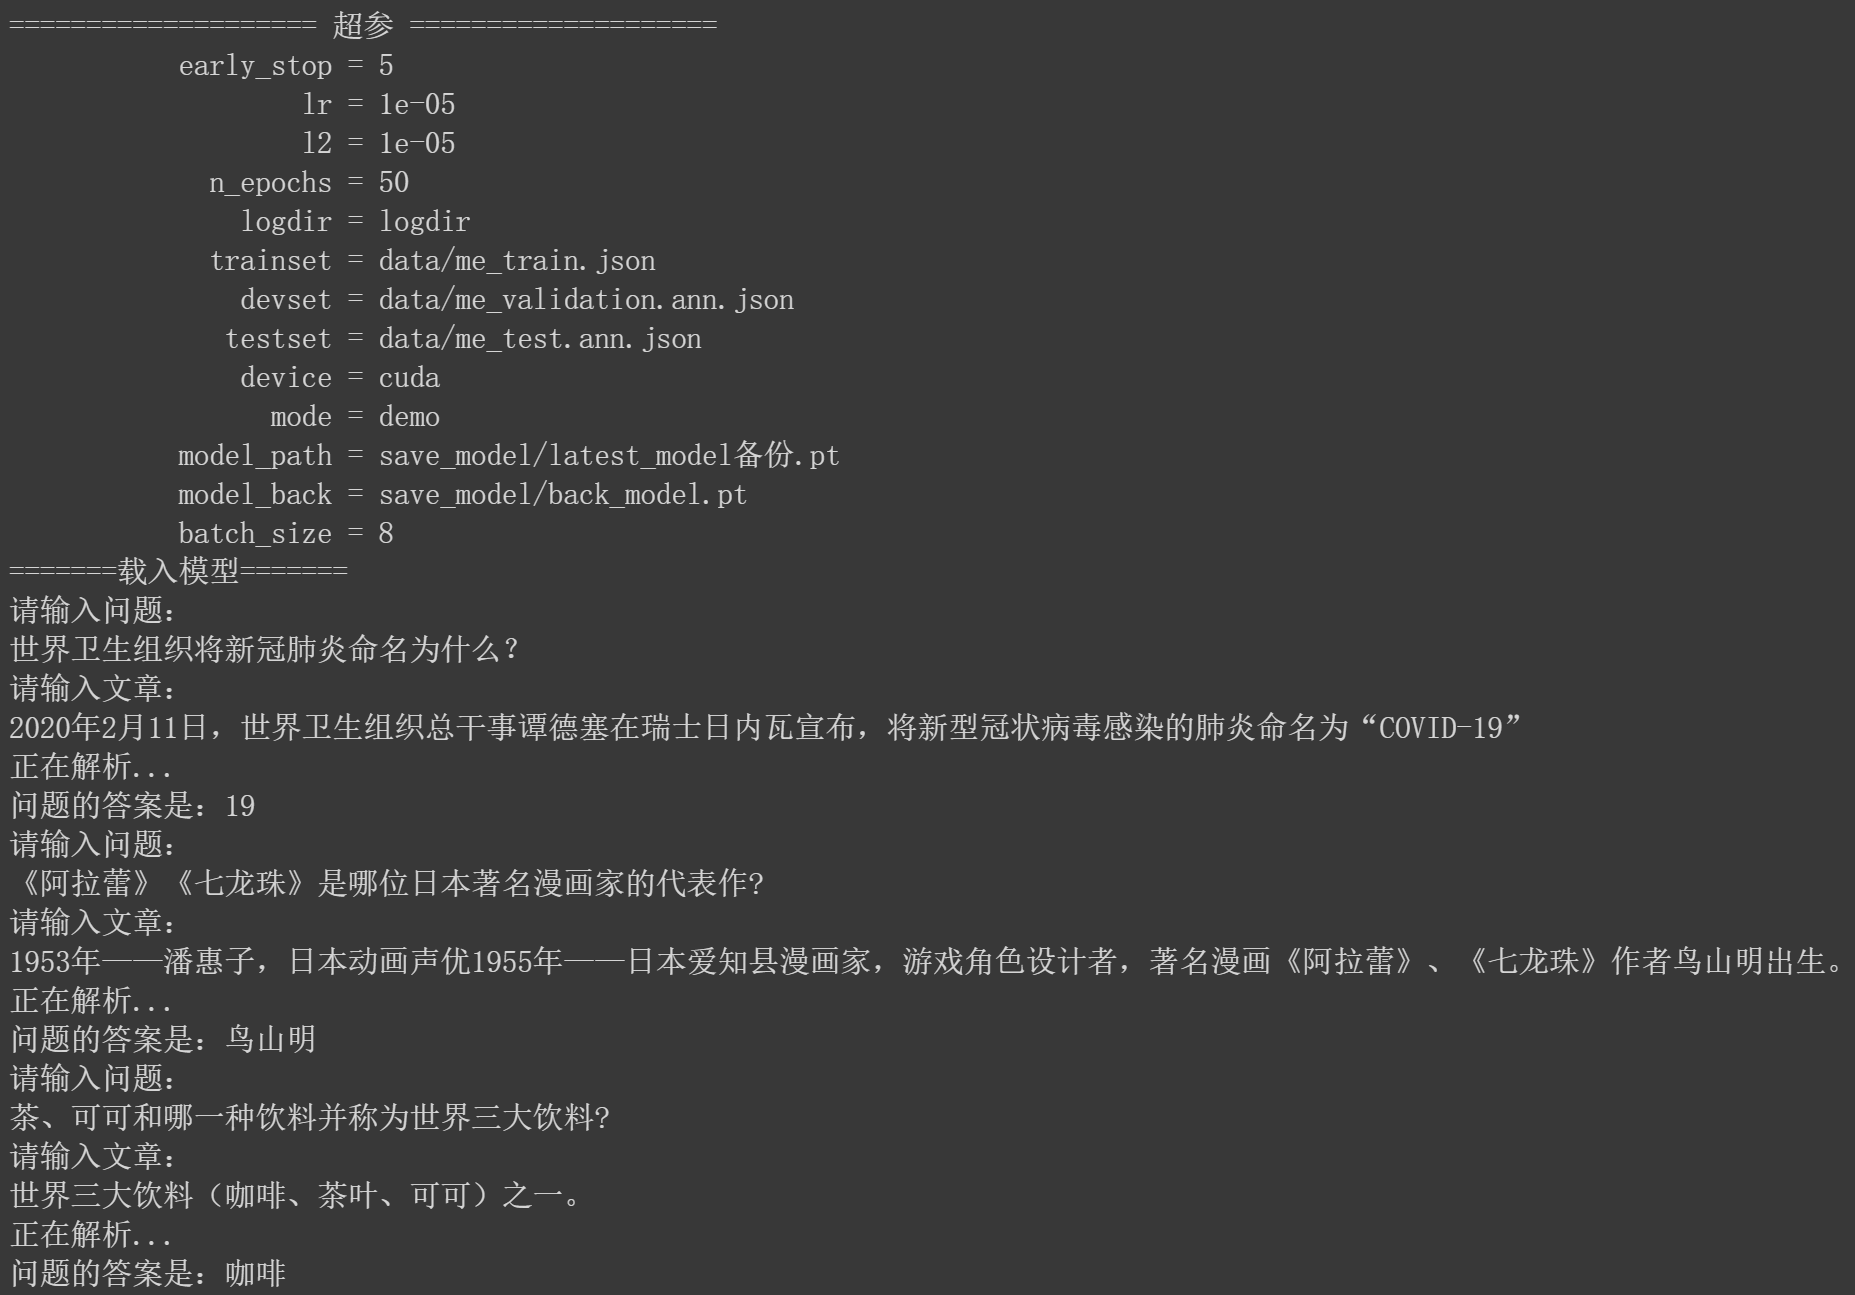 ==================== 超参 ====================
early_stop = 5
lr = 1e-05
l2 = 1e-05
n_epochs = 50
logdir = logdir
trainset = data/me_train.json
devset = data/me_validation.ann.json
testset = data/me_test.ann.json
device = cuda
mode = demo
model_path = save_model/latest_model备份.pt
model_back = save_model/back_model.pt
batch_size = 8
=======载入模型=======
请输入问题：
世界卫生组织将新冠肺炎命名为什么？
请输入文章：
2020年2月11日，世界卫生组织总干事谭德塞在瑞士日内瓦宣布，将新型冠状病毒感染的肺炎命名为“COVID-19”
正在解析...
问题的答案是：19
请输入问题：
《阿拉蕾》《七龙珠》是哪位日本著名漫画家的代表作?
请输入文章：
1953年——潘惠子，日本动画声优1955年——日本爱知县漫画家，游戏角色设计者，著名漫画《阿拉蕾》、《七龙珠》作者鸟山明出生。
正在解析...
问题的答案是：鸟山明
请输入问题：
茶、可可和哪一种饮料并称为世界三大饮料?
请输入文章：
世界三大饮料（咖啡、茶叶、可可）之一。
正在解析...
问题的答案是：咖啡